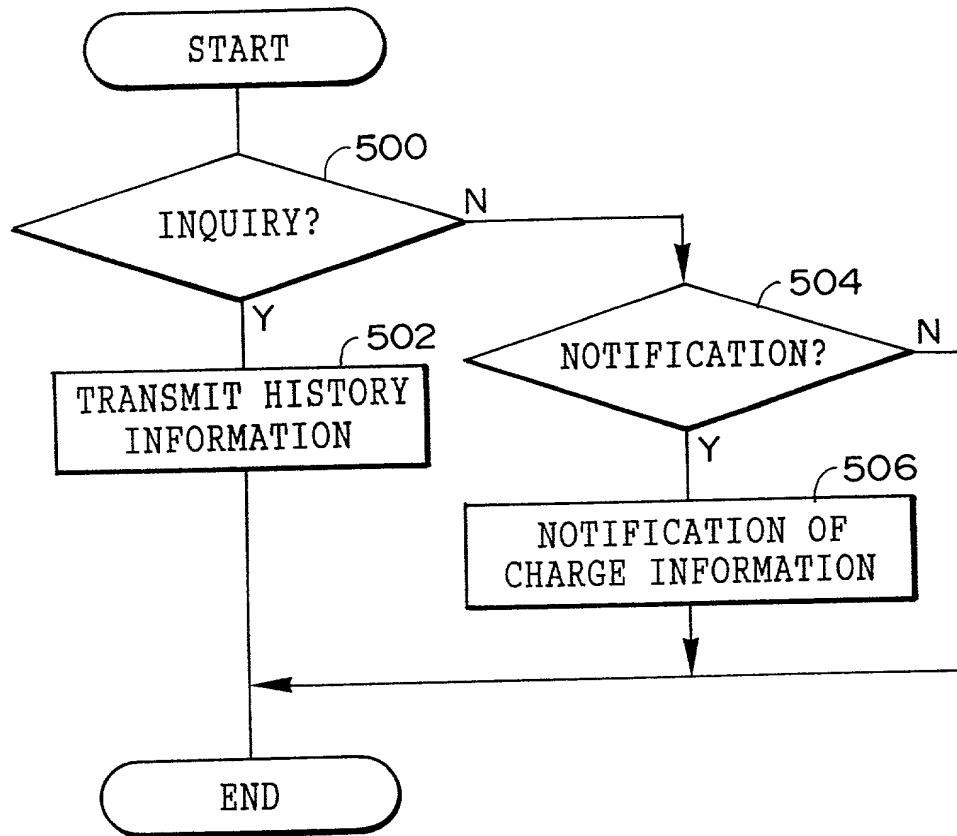 START
500
INQUIRY?
N
Y
504
NOTIFICATION?
N
Y
502
TRANSMIT HISTORY
INFORMATION
506
NOTIFICATION OF
CHARGE INFORMATION
END